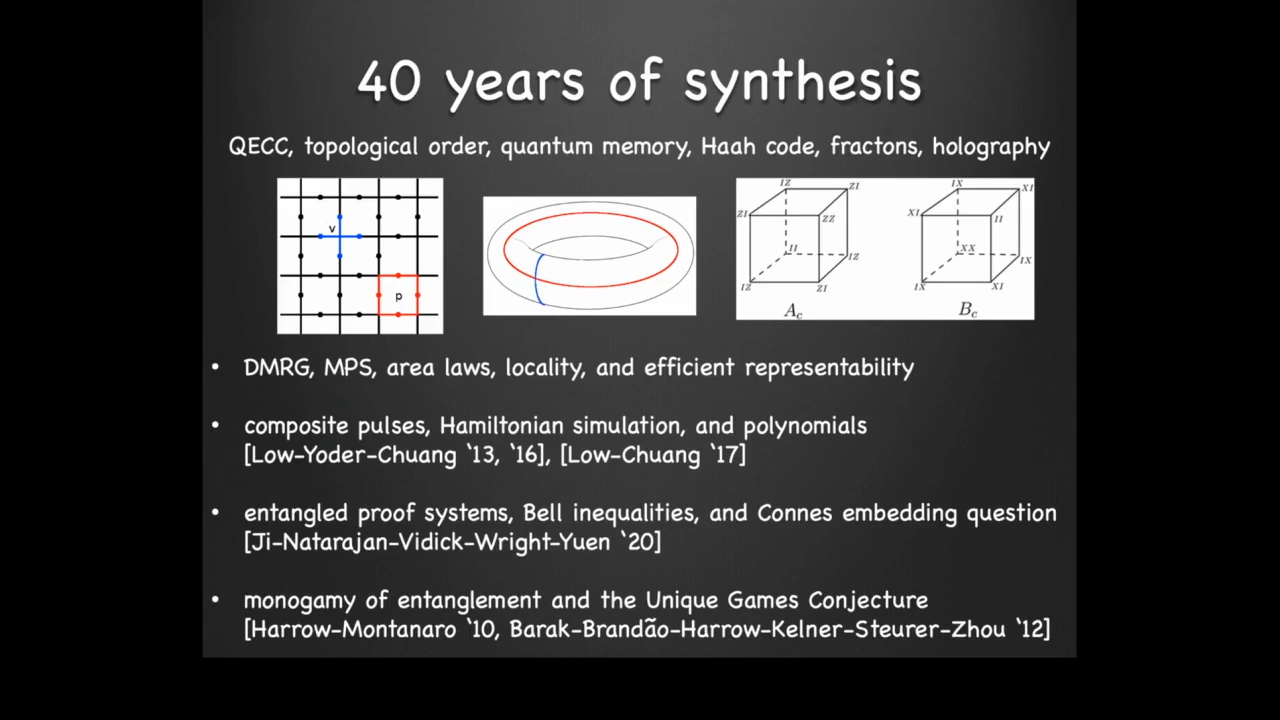 40 years of synthesis
QECC, topological order, quantum memory, Haah code, fractons, holography
v
p
IZ
ZI
ZI
ZZ
II
IZ
IZ
ZI
A_c
IX
XI
XI
II
XX
IX
IX
XI
B_c
• DMRG, MPS, area laws, locality, and efficient representability
• composite pulses, Hamiltonian simulation, and polynomials
[Low-Yoder-Chuang `13, `16], [Low-Chuang `17]
• entangled proof systems, Bell inequalities, and Connes embedding question
[Ji-Natarajan-Vidick-Wright-Yuen `20]
• monogamy of entanglement and the Unique Games Conjecture
[Harrow-Montanaro `10, Barak-Brandão-Harrow-Kelner-Steurer-Zhou `12]